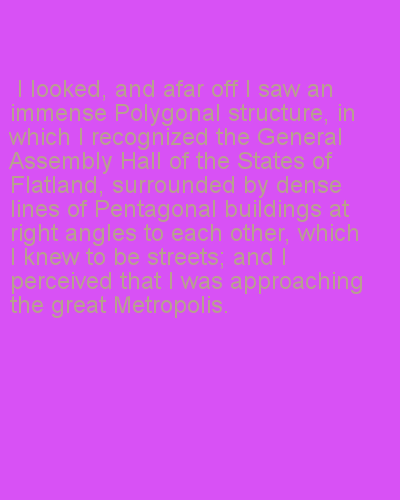 I looked, and afar off I saw an
immense Polygonal structure, in
which I recognized the General
Assembly Hall of the States of
Flatland, surrounded by dense
lines of Pentagonal buildings at
right angles to each other, which
I knew to be streets; and I
perceived that I was approaching
the great Metropolis.